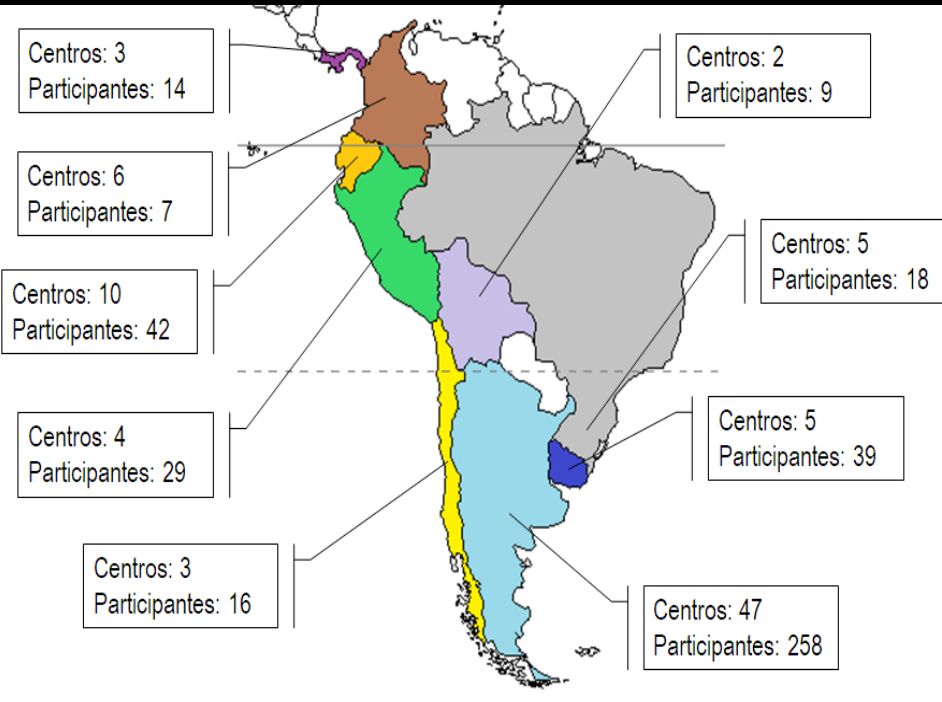 Centros: 3
Participantes: 14
Centros: 2
Participantes: 9
Centros: 6
Participantes: 7
Centros: 5
Participantes: 18
Centros: 10
Participantes: 42
Centros: 4
Participantes: 29
Centros: 5
Participantes: 39
Centros: 3
Participantes: 16
Centros: 47
Participantes: 258